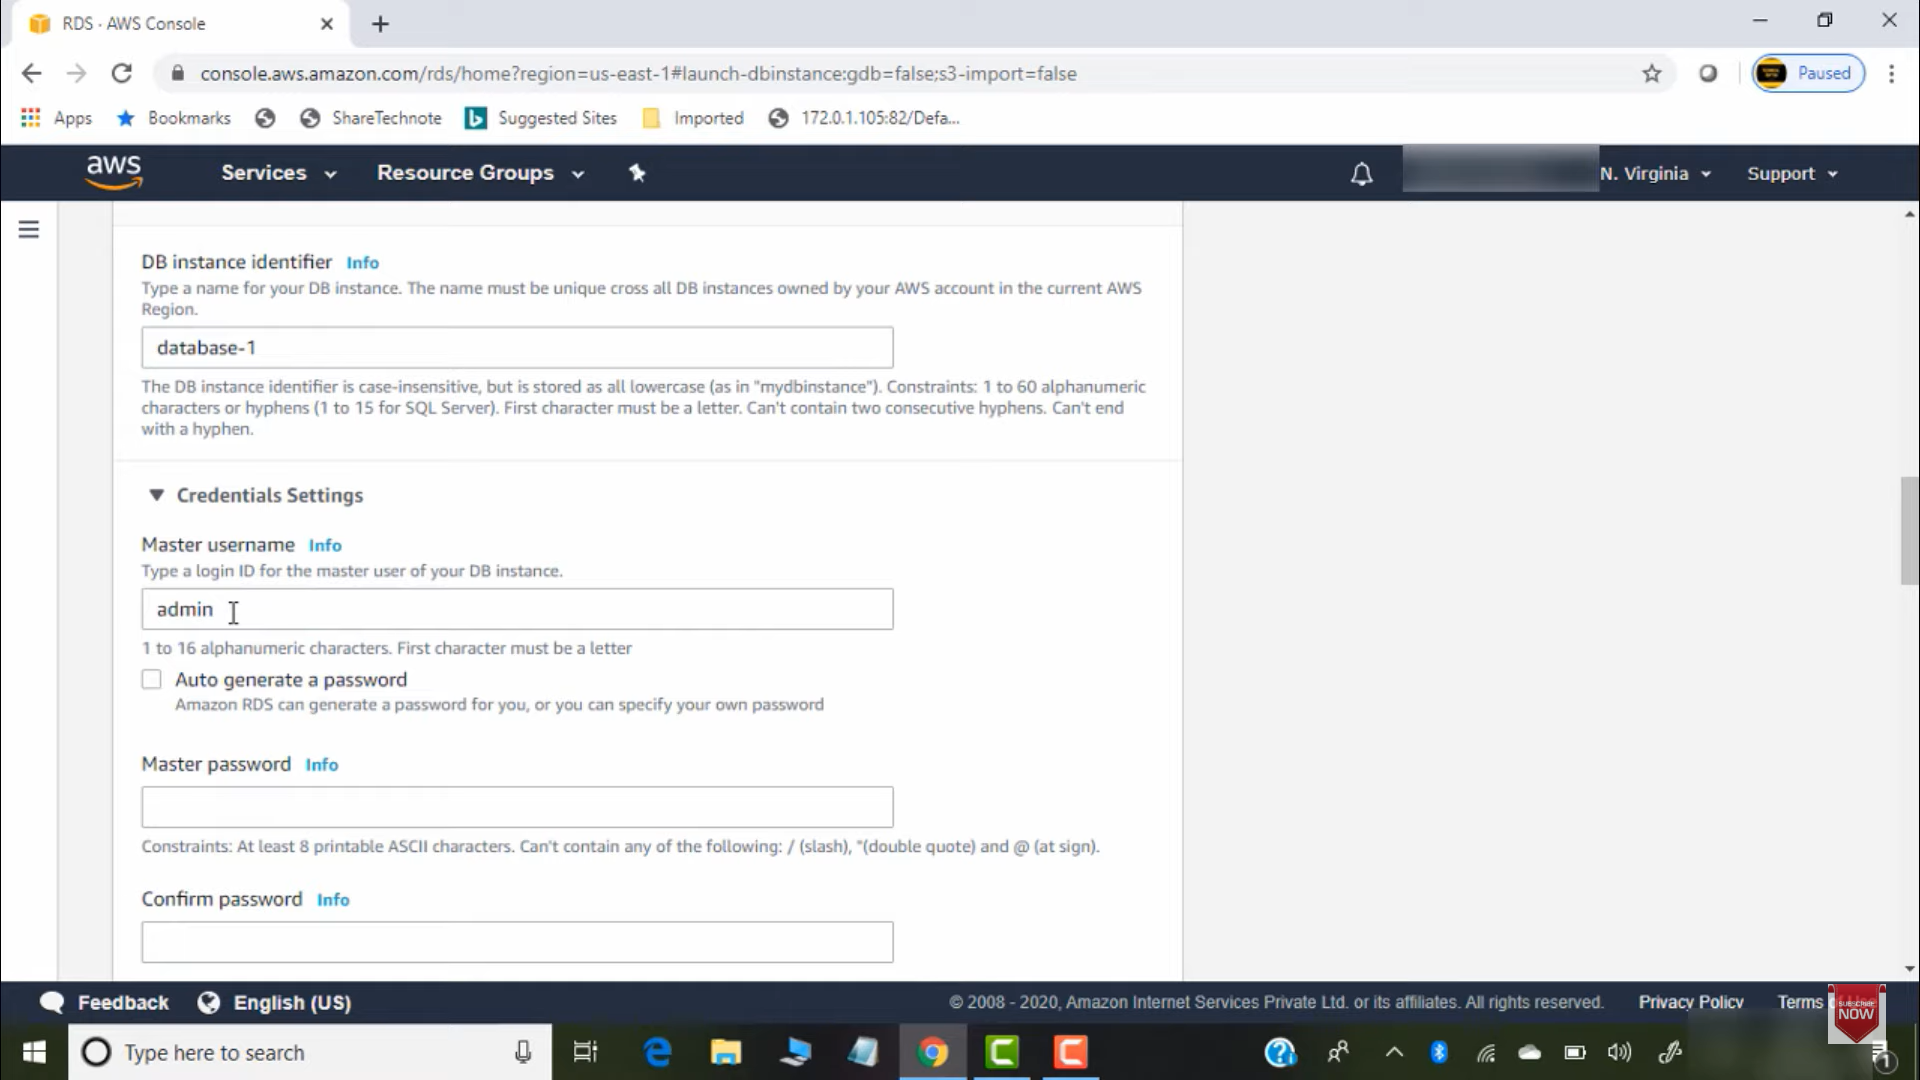 RDS - AWS Console
console.aws.amazon.com/rds/home?region=us-east-1#launch-dbinstance:gdb=false;s3-import=false
Paused
Apps Bookmarks ShareTechnote Suggested Sites Imported 172.0.1.105:82/Defa...
aws Services Resource Groups N. Virginia Support
DB instance identifier Info
Type a name for your DB instance. The name must be unique cross all DB instances owned by your AWS account in the current AWS
Region.
database-1
The DB instance identifier is case-insensitive, but is stored as all lowercase (as in "mydbinstance"). Constraints: 1 to 60 alphanumeric
characters or hyphens (1 to 15 for SQL Server). First character must be a letter. Can't contain two consecutive hyphens. Can't end
with a hyphen.
Credentials Settings
Master username Info
Type a login ID for the master user of your DB instance.
admin
1 to 16 alphanumeric characters. First character must be a letter
Auto generate a password
Amazon RDS can generate a password for you, or you can specify your own password
Master password Info
Constraints: At least 8 printable ASCII characters. Can't contain any of the following: / (slash), "(double quote) and @ (at sign).
Confirm password Info
Feedback English (US) © 2008 - 2020, Amazon Internet Services Private Ltd. or its affiliates. All rights reserved. Privacy Policy Terms
SUBSCRIBE
NOW
Type here to search
1